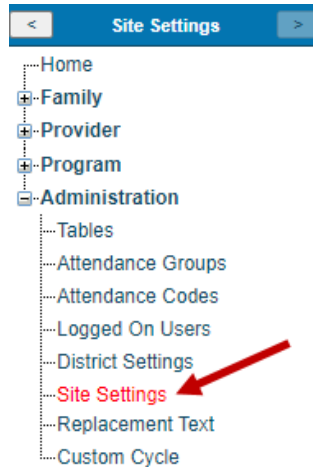 < Site Settings >
Home
Family
Provider
Program
Administration
Tables
Attendance Groups
Attendance Codes
Logged On Users
District Settings
Site Settings
Replacement Text
Custom Cycle